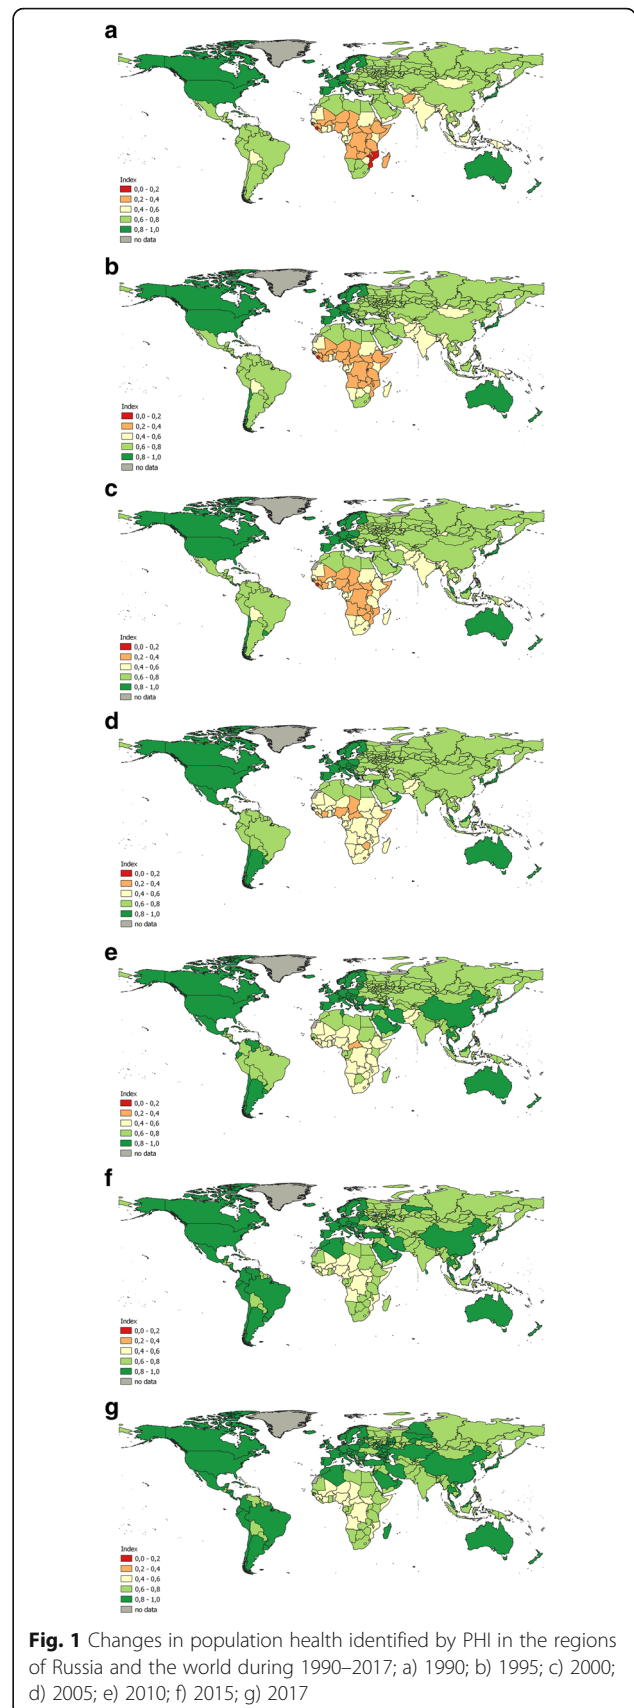 a
Index
0,0 - 0,2
0,2 - 0,4
0,4 - 0,6
0,6 - 0,8
0,8 - 1,0
no data
b
Index
0,0 - 0,2
0,2 - 0,4
0,4 - 0,6
0,6 - 0,8
0,8 - 1,0
no data
c
Index
0,0 - 0,2
0,2 - 0,4
0,4 - 0,6
0,6 - 0,8
0,8 - 1,0
no data
d
Index
0,0 - 0,2
0,2 - 0,4
0,4 - 0,6
0,6 - 0,8
0,8 - 1,0
no data
e
Index
0,0 - 0,2
0,2 - 0,4
0,4 - 0,6
0,6 - 0,8
0,8 - 1,0
no data
f
Index
0,0 - 0,2
0,2 - 0,4
0,4 - 0,6
0,6 - 0,8
0,8 - 1,0
no data
g
Index
0,0 - 0,2
0,2 - 0,4
0,4 - 0,6
0,6 - 0,8
0,8 - 1,0
no data
Fig. 1 Changes in population health identified by PHI in the regions
of Russia and the world during 1990–2017; a) 1990; b) 1995; c) 2000;
d) 2005; e) 2010; f) 2015; g) 2017